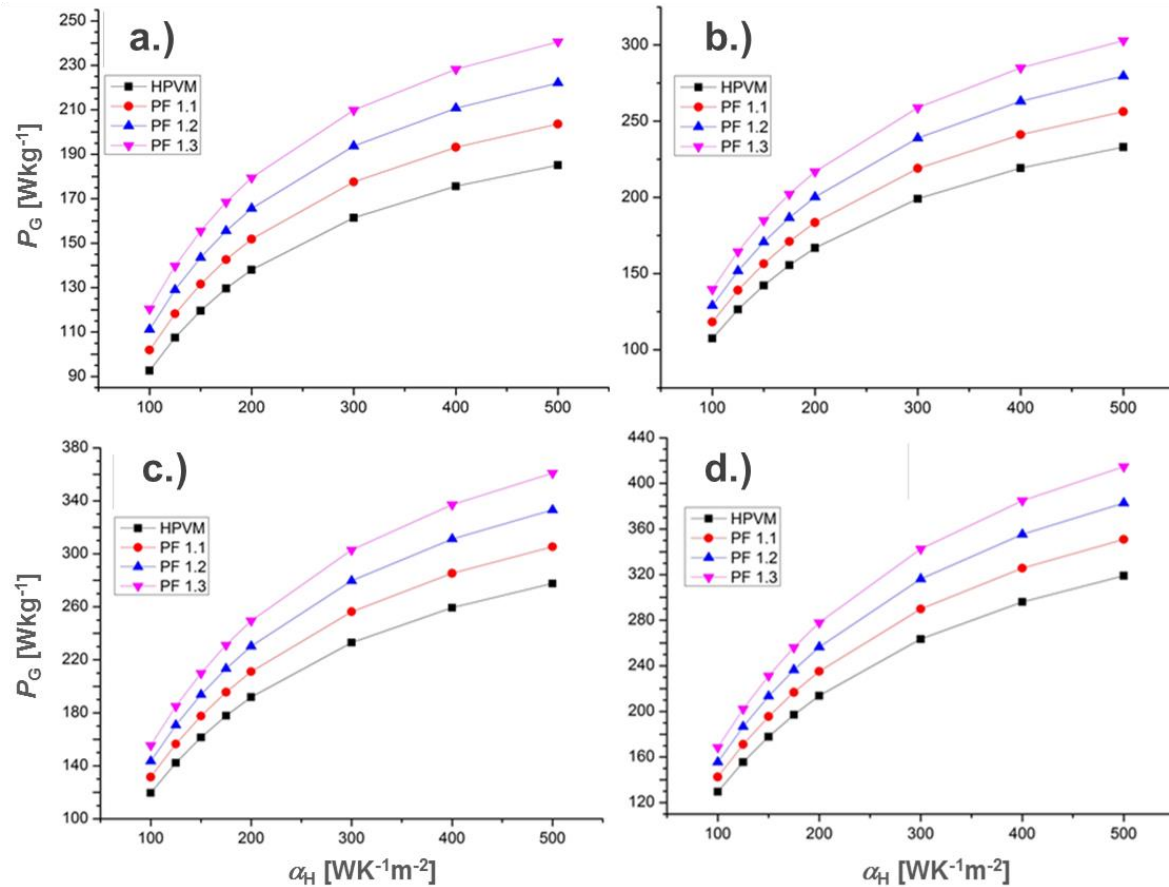 a.)
250
230
210
190
170
150
130
110
90
P_G [Wkg⁻¹]
HPVM
PF 1.1
PF 1.2
PF 1.3
100 200 300 400 500
b.)
300
250
200
150
100
HPVM
PF 1.1
PF 1.2
PF 1.3
100 200 300 400 500
c.)
380
340
300
260
220
180
140
100
P_G [Wkg⁻¹]
HPVM
PF 1.1
PF 1.2
PF 1.3
100 200 300 400 500
α_H [WK⁻¹m⁻²]
d.)
440
400
360
320
280
240
200
160
120
HPVM
PF 1.1
PF 1.2
PF 1.3
100 200 300 400 500
α_H [WK⁻¹m⁻²]